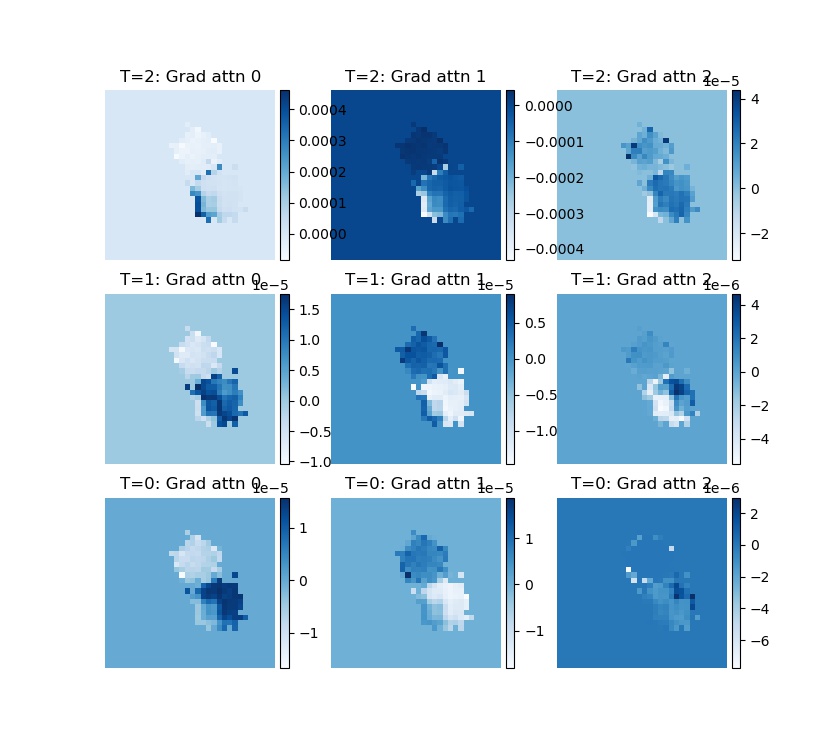 T=2: Grad attn 0
T=2: Grad attn 1
T=2: Grad attn 2
1e−5
0.0004
0.0003
0.0002
0.0001
0.0000
0.0000
−0.0001
−0.0002
−0.0003
−0.0004
4
2
0
−2
T=1: Grad attn 0
1e−5
T=1: Grad attn 1
1e−5
T=1: Grad attn 2
1e−6
1.5
1.0
0.5
0.0
−0.5
−1.0
0.5
0.0
−0.5
−1.0
4
2
0
−2
−4
T=0: Grad attn 0
1e−5
T=0: Grad attn 1
1e−5
T=0: Grad attn 2
1e−6
1
0
−1
1
0
−1
2
0
−2
−4
−6